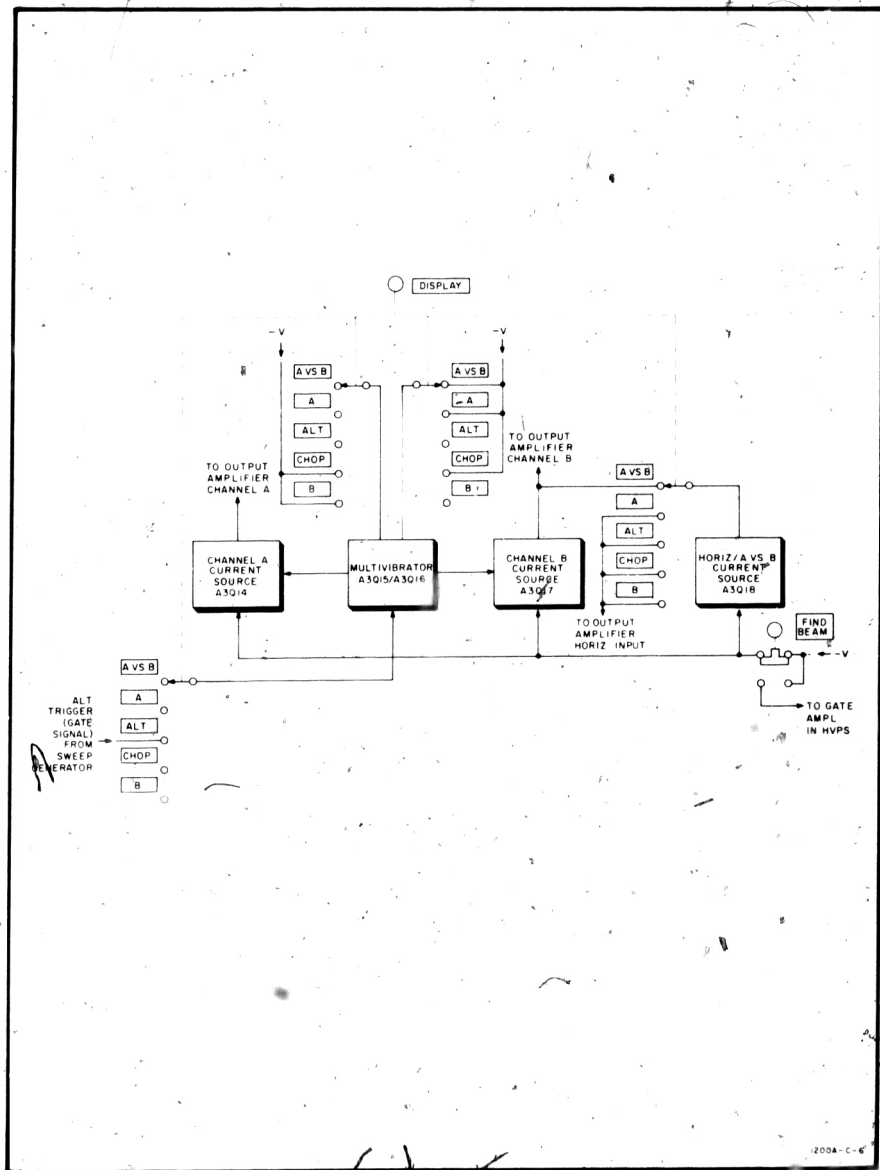 DISPLAY
-V
-V
A VS B
A
ALT
CHOP
B
A VS B
A
ALT
CHOP
B
TO OUTPUT
AMPLIFIER
CHANNEL A
TO OUTPUT
AMPLIFIER
CHANNEL B
A VS B
A
ALT
CHOP
B
CHANNEL A
CURRENT
SOURCE
A3Q14
MULTIVIBRATOR
A3Q15/A3Q16
CHANNEL B
CURRENT
SOURCE
A3Q17
HORIZ/A VS B
CURRENT
SOURCE
A3Q18
TO OUTPUT
AMPLIFIER
HORIZ INPUT
FIND
BEAM
-V
TO GATE
AMPL
IN HVPS
A VS B
A
ALT
CHOP
B
ALT
TRIGGER
(GATE
SIGNAL)
FROM
SWEEP
GENERATOR
1200A-C-6